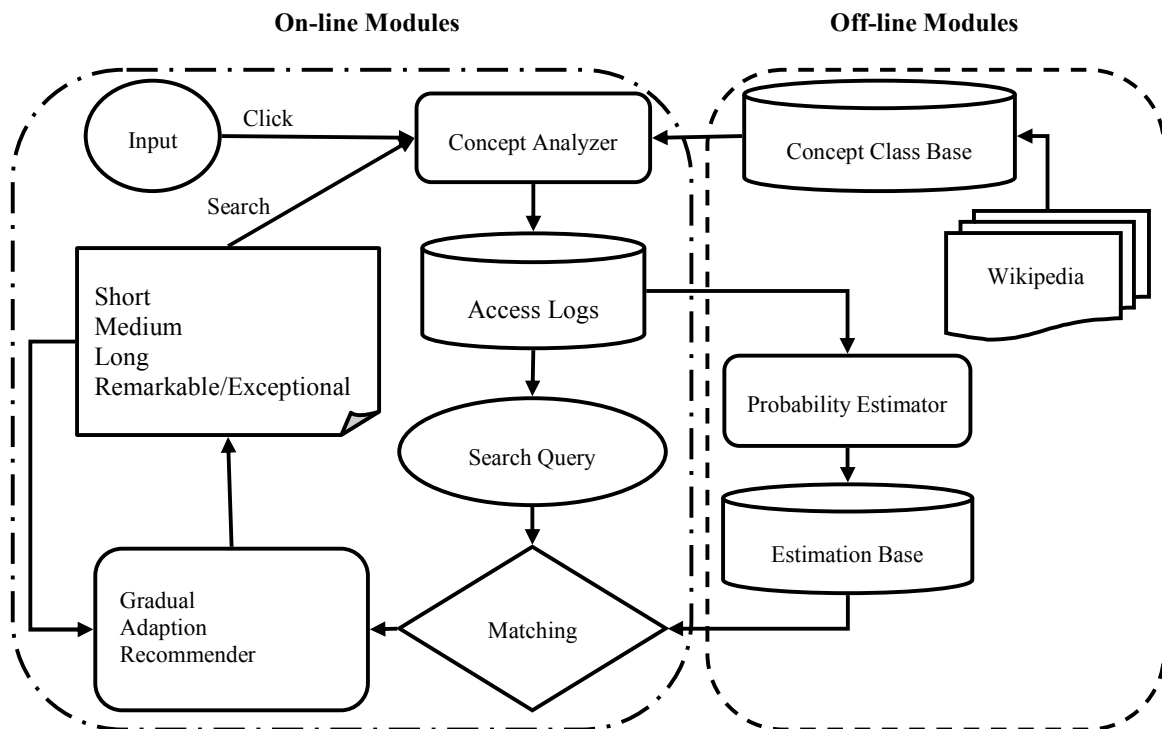 On-line Modules
Off-line Modules
Input
Click
Concept Analyzer
Concept Class Base
Search
Wikipedia
Short
Medium
Long
Remarkable/Exceptional
Access Logs
Probability Estimator
Search Query
Estimation Base
Gradual
Adaption
Recommender
Matching